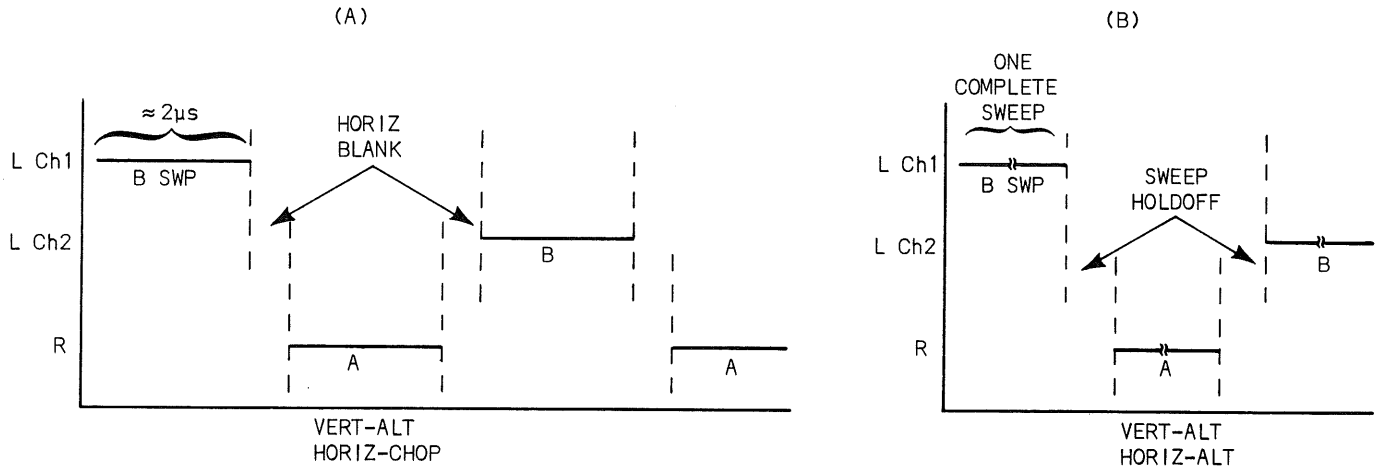 (A)
≈ 2μs
HORIZ
BLANK
L Ch1
B SWP
L Ch2
B
R
A
A
VERT-ALT
HORIZ-CHOP
(B)
ONE
COMPLETE
SWEEP
L Ch1
B SWP
SWEEP
HOLDOFF
L Ch2
B
R
A
VERT-ALT
HORIZ-ALT